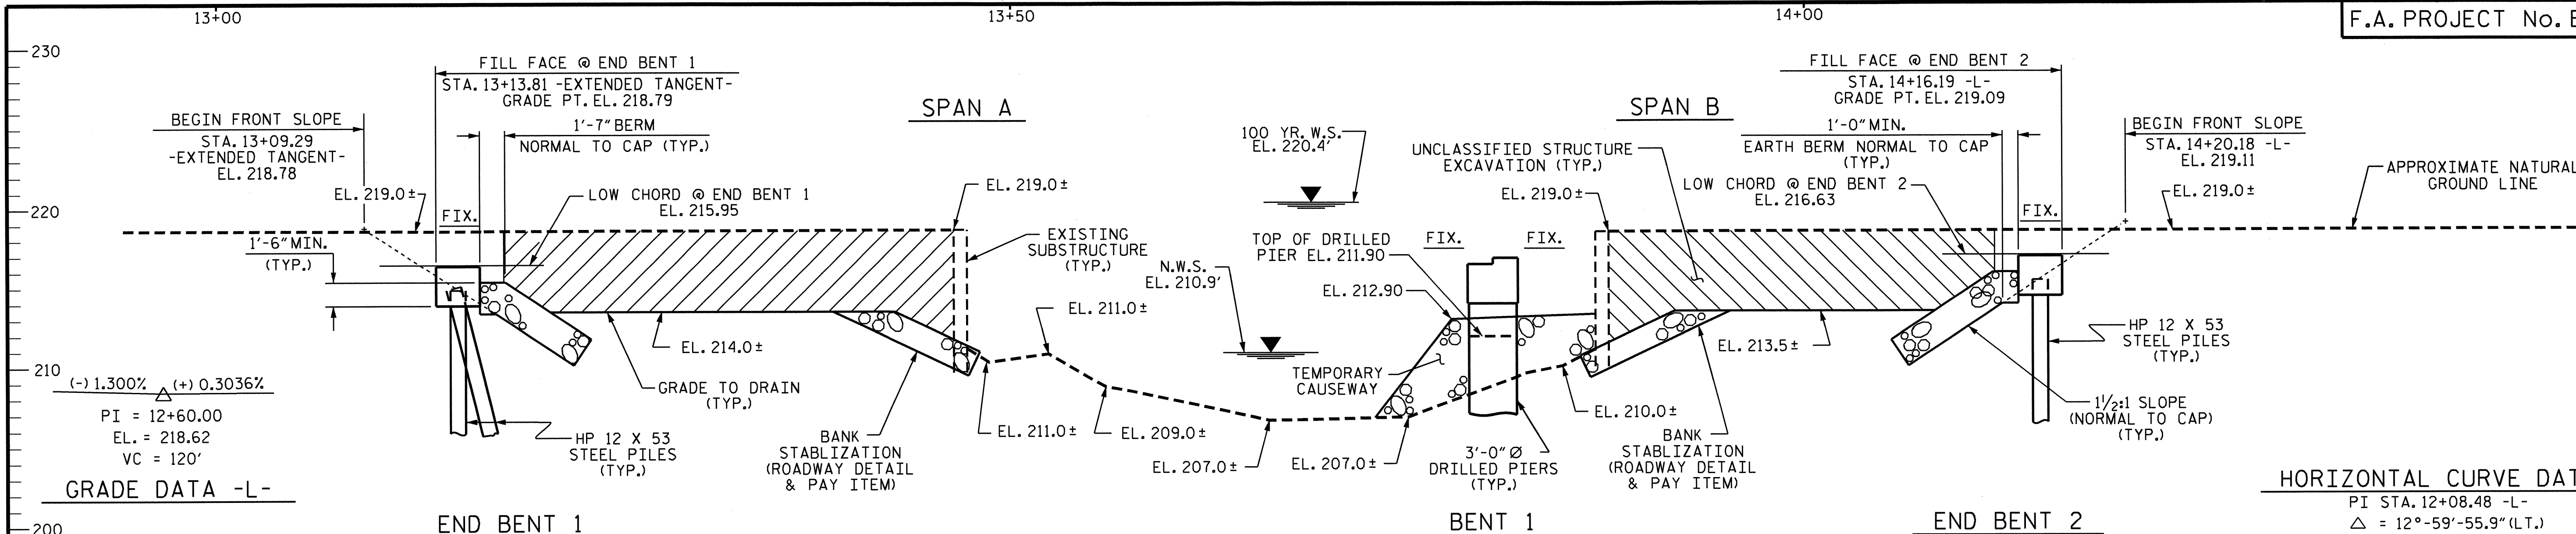 13+00
13+50
14+00
F.A. PROJECT No.
230
220
210
200
FILL FACE @ END BENT 1
STA. 13+13.81 -EXTENDED TANGENT-
GRADE PT. EL. 218.79
BEGIN FRONT SLOPE
STA. 13+09.29
-EXTENDED TANGENT-
EL. 218.78
1'-7" BERM
NORMAL TO CAP (TYP.)
SPAN A
EL. 219.0±
FIX.
LOW CHORD @ END BENT 1
EL. 215.95
EL. 219.0±
1'-6" MIN.
(TYP.)
EXISTING
SUBSTRUCTURE
(TYP.)
EL. 211.0±
EL. 214.0±
GRADE TO DRAIN
(TYP.)
(-) 1.300% (+) 0.3036%
PI = 12+60.00
EL. = 218.62
VC = 120'
GRADE DATA -L-
HP 12 X 53
STEEL PILES
(TYP.)
END BENT 1
BANK
STABLIZATION
(ROADWAY DETAIL
& PAY ITEM)
EL. 211.0±
EL. 209.0±
EL. 207.0±
EL. 207.0±
100 YR. W.S.
EL. 220.4'
N.W.S.
EL. 210.9'
SPAN B
UNCLASSIFIED STRUCTURE
EXCAVATION (TYP.)
EL. 219.0±
FIX.
FIX.
TOP OF DRILLED
PIER EL. 211.90
EL. 212.90
TEMPORARY
CAUSEWAY
3'-0" Ø
DRILLED PIERS
(TYP.)
BENT 1
EL. 210.0±
BANK
STABLIZATION
(ROADWAY DETAIL
& PAY ITEM)
EL. 213.5±
FILL FACE @ END BENT 2
STA. 14+16.19 -L-
GRADE PT. EL. 219.09
1'-0" MIN.
EARTH BERM NORMAL TO CAP
(TYP.)
LOW CHORD @ END BENT 2
EL. 216.63
FIX.
BEGIN FRONT SLOPE
STA. 14+20.18 -L-
EL. 219.11
EL. 219.0±
APPROXIMATE NATURAL
GROUND LINE
HP 12 X 53
STEEL PILES
(TYP.)
1 1/2:1 SLOPE
(NORMAL TO CAP)
(TYP.)
END BENT 2
HORIZONTAL CURVE DAT
PI STA. 12+08.48 -L-
△ = 12°-59'-55.9" (LT.)